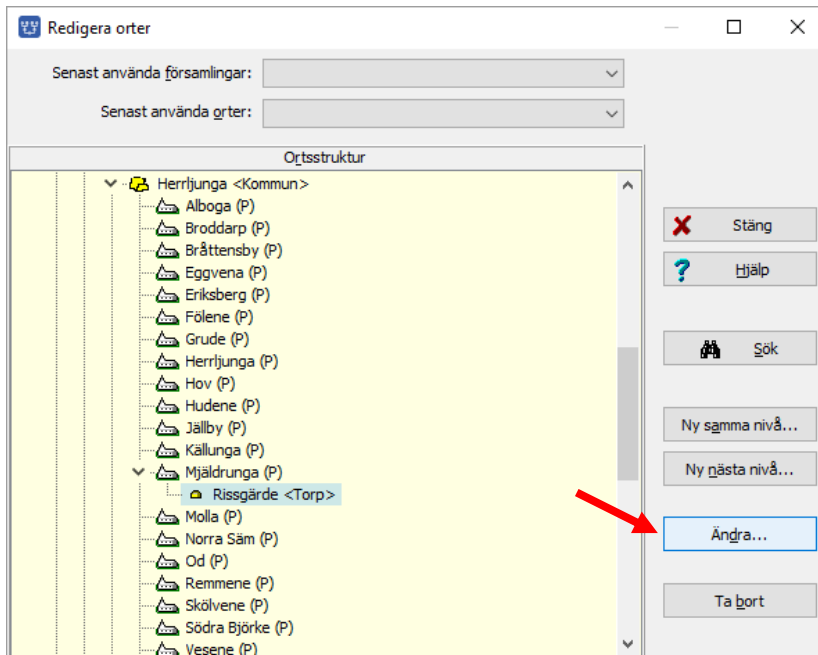 Redigera orter
Senast använda församlingar:
Senast använda orter:
Ortsstruktur
Herrljunga <Kommun>
Alboga (P)
Broddarp (P)
Bråttensby (P)
Eggvena (P)
Eriksberg (P)
Fölene (P)
Grude (P)
Herrljunga (P)
Hov (P)
Hudene (P)
Jällby (P)
Källunga (P)
Mjäldrunga (P)
Rissgärde <Torp>
Molla (P)
Norra Säm (P)
Od (P)
Remmene (P)
Skölvene (P)
Södra Björke (P)
Vesene (P)
Stäng
Hjälp
Sök
Ny samma nivå...
Ny nästa nivå...
Ändra...
Ta bort